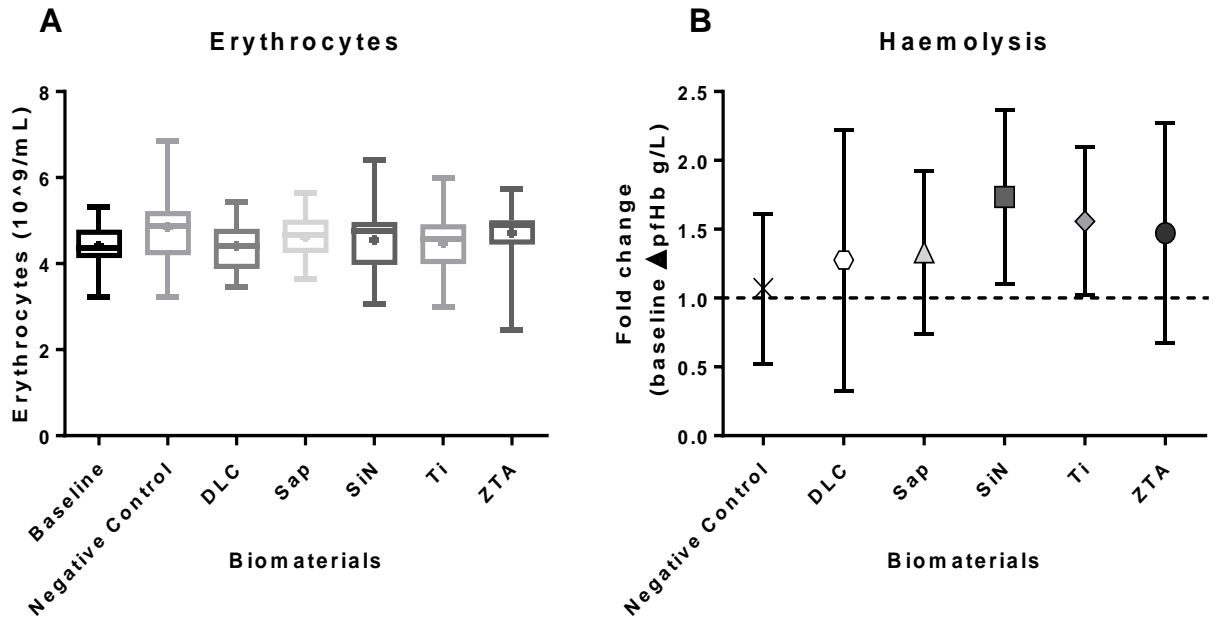 A
Erythrocytes
Erythrocytes (10^9/mL)
8
6
4
2
0
Baseline
Negative Control
DLC
Sap
SiN
Ti
ZTA
Biomaterials
B
Haemolysis
Fold change
(baseline ▲pfHb g/L)
2.5
2.0
1.5
1.0
0.5
0.0
Negative Control
DLC
Sap
SiN
Ti
ZTA
Biomaterials